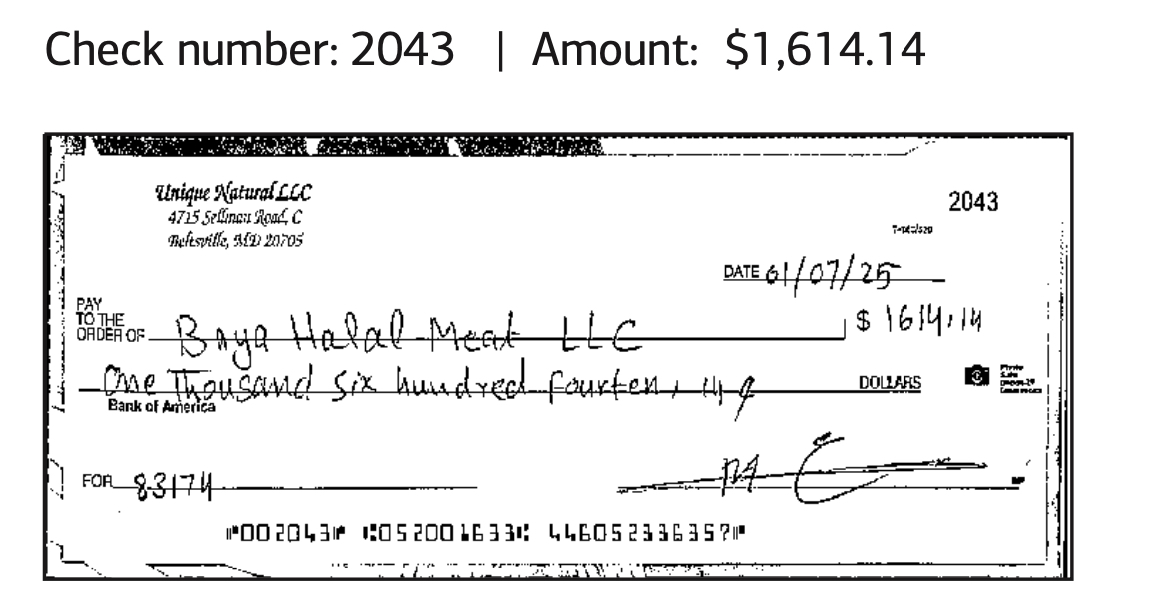 Check number: 2043 | Amount: $1,614.14
Unique Natural LLC
4715 Sellman Road, C
Beltsville, MD 20705
2043
DATE 01/07/25
PAY
TO THE
ORDER OF Baya Halal Meat LLC $ 1614.14
One Thousand six hundred fourten, 14 ¢ DOLLARS
Bank of America
FOR 83174
⑈002043⑈ ⑆052001633⑆ 446052336357⑈